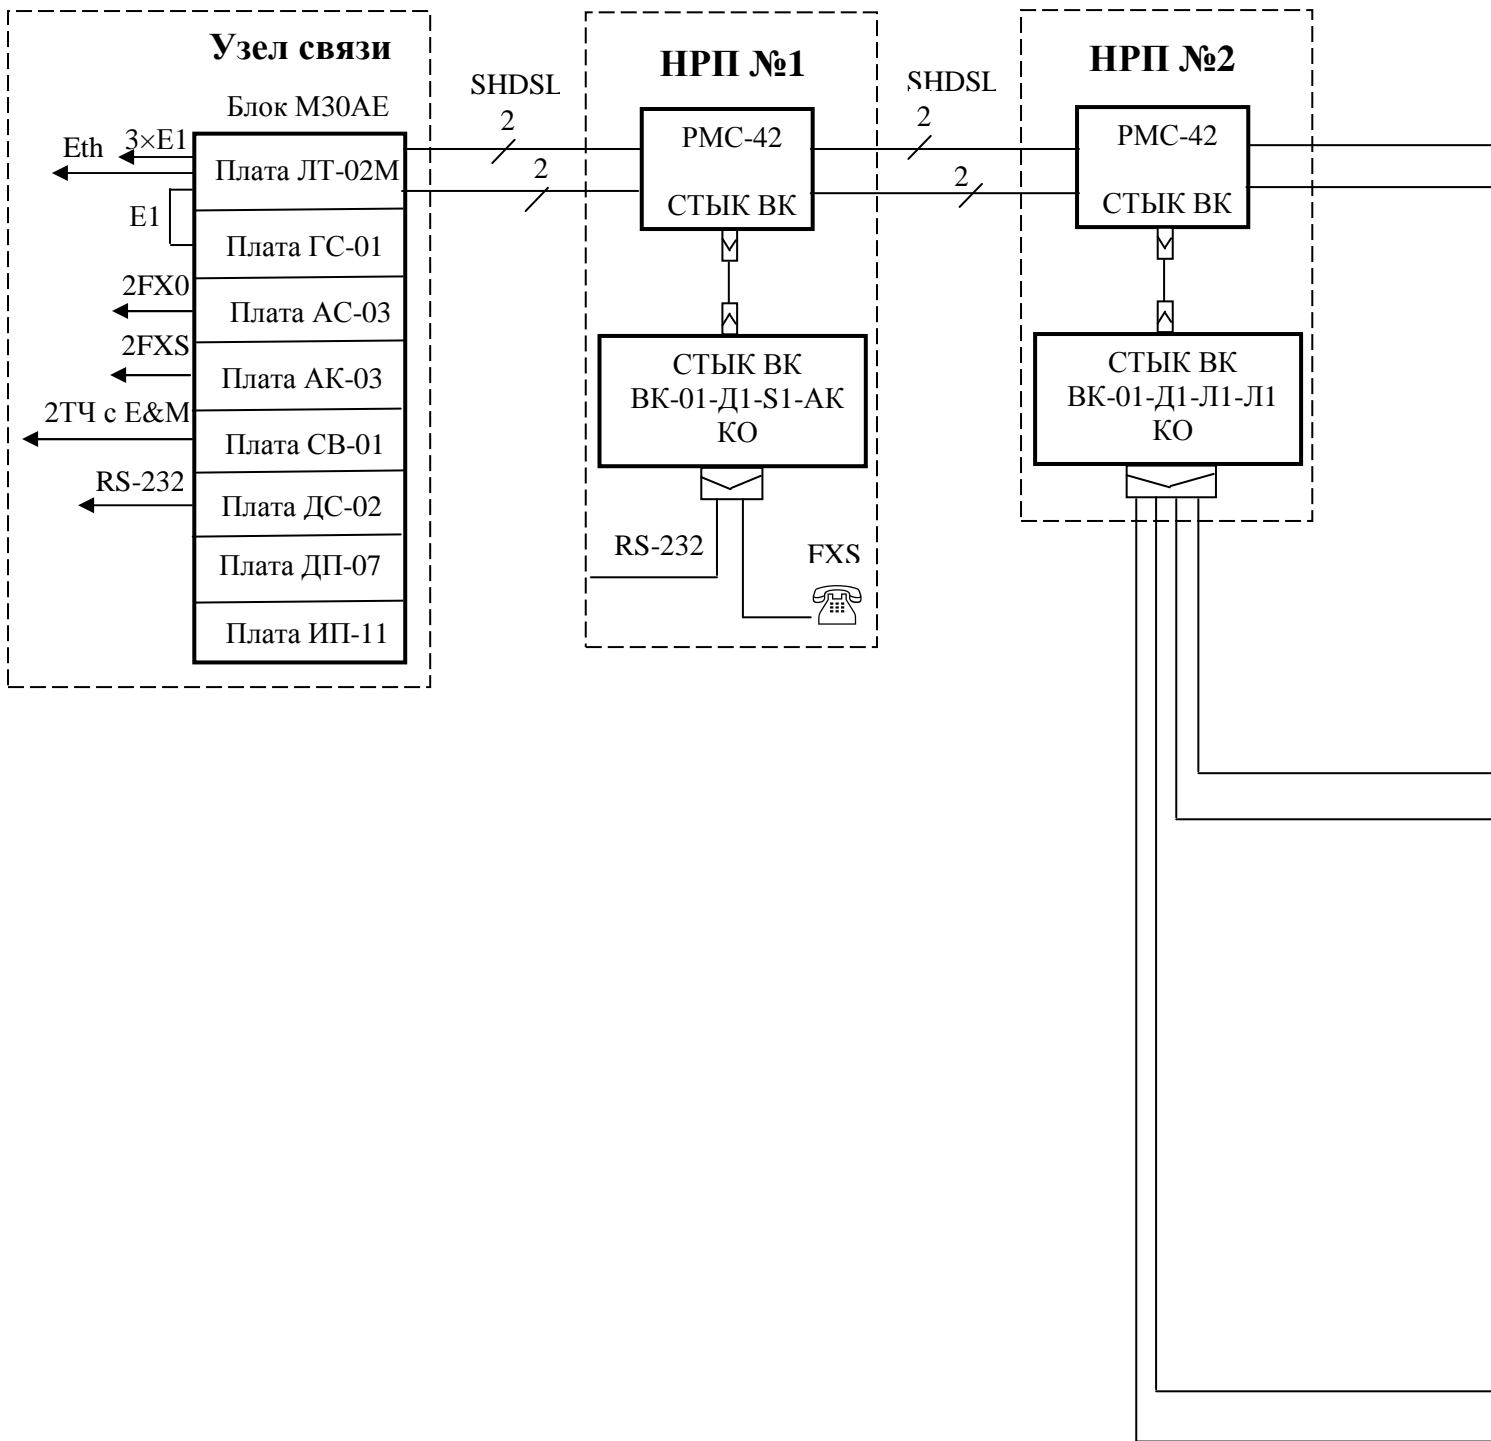 Узел связи
Блок М30АЕ
Eth
3×E1
Плата ЛТ-02М
E1
Плата ГС-01
2FX0
Плата АС-03
2FXS
Плата АК-03
2ТЧ с E&M
Плата СВ-01
RS-232
Плата ДС-02
Плата ДП-07
Плата ИП-11
SHDSL
2
2
НРП №1
РМС-42
СТЫК ВК
СТЫК ВК
ВК-01-Д1-S1-АК
КО
RS-232
FXS
SHDSL
2
2
НРП №2
РМС-42
СТЫК ВК
СТЫК ВК
ВК-01-Д1-Л1-Л1
КО